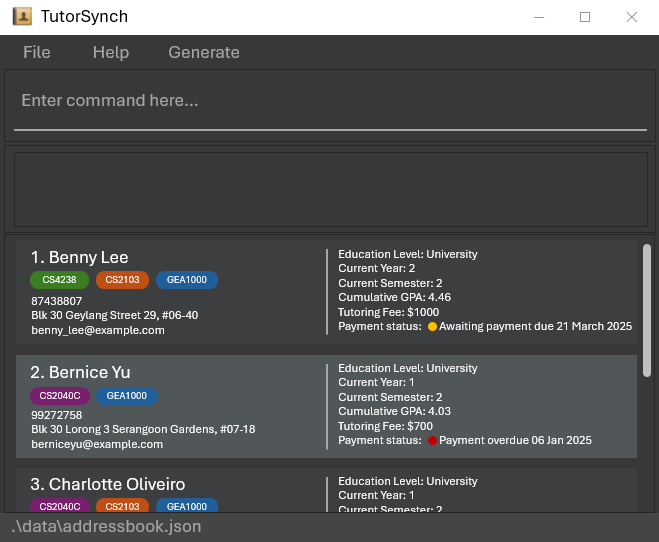 TutorSynch
File Help Generate
Enter command here...
1. Benny Lee
CS4238 CS2103 GEA1000
87438807
Blk 30 Geylang Street 29, #06-40
benny_lee@example.com
Education Level: University
Current Year: 2
Current Semester: 2
Cumulative GPA: 4.46
Tutoring Fee: $1000
Payment status: Awaiting payment due 21 March 2025
2. Bernice Yu
CS2040C GEA1000
99272758
Blk 30 Lorong 3 Serangoon Gardens, #07-18
berniceyu@example.com
Education Level: University
Current Year: 1
Current Semester: 2
Cumulative GPA: 4.03
Tutoring Fee: $700
Payment status: Payment overdue 06 Jan 2025
3. Charlotte Oliveiro
CS2040C CS2103 GEA1000
Education Level: University
Current Year: 1
Current Semester: 2
.\data\addressbook.json